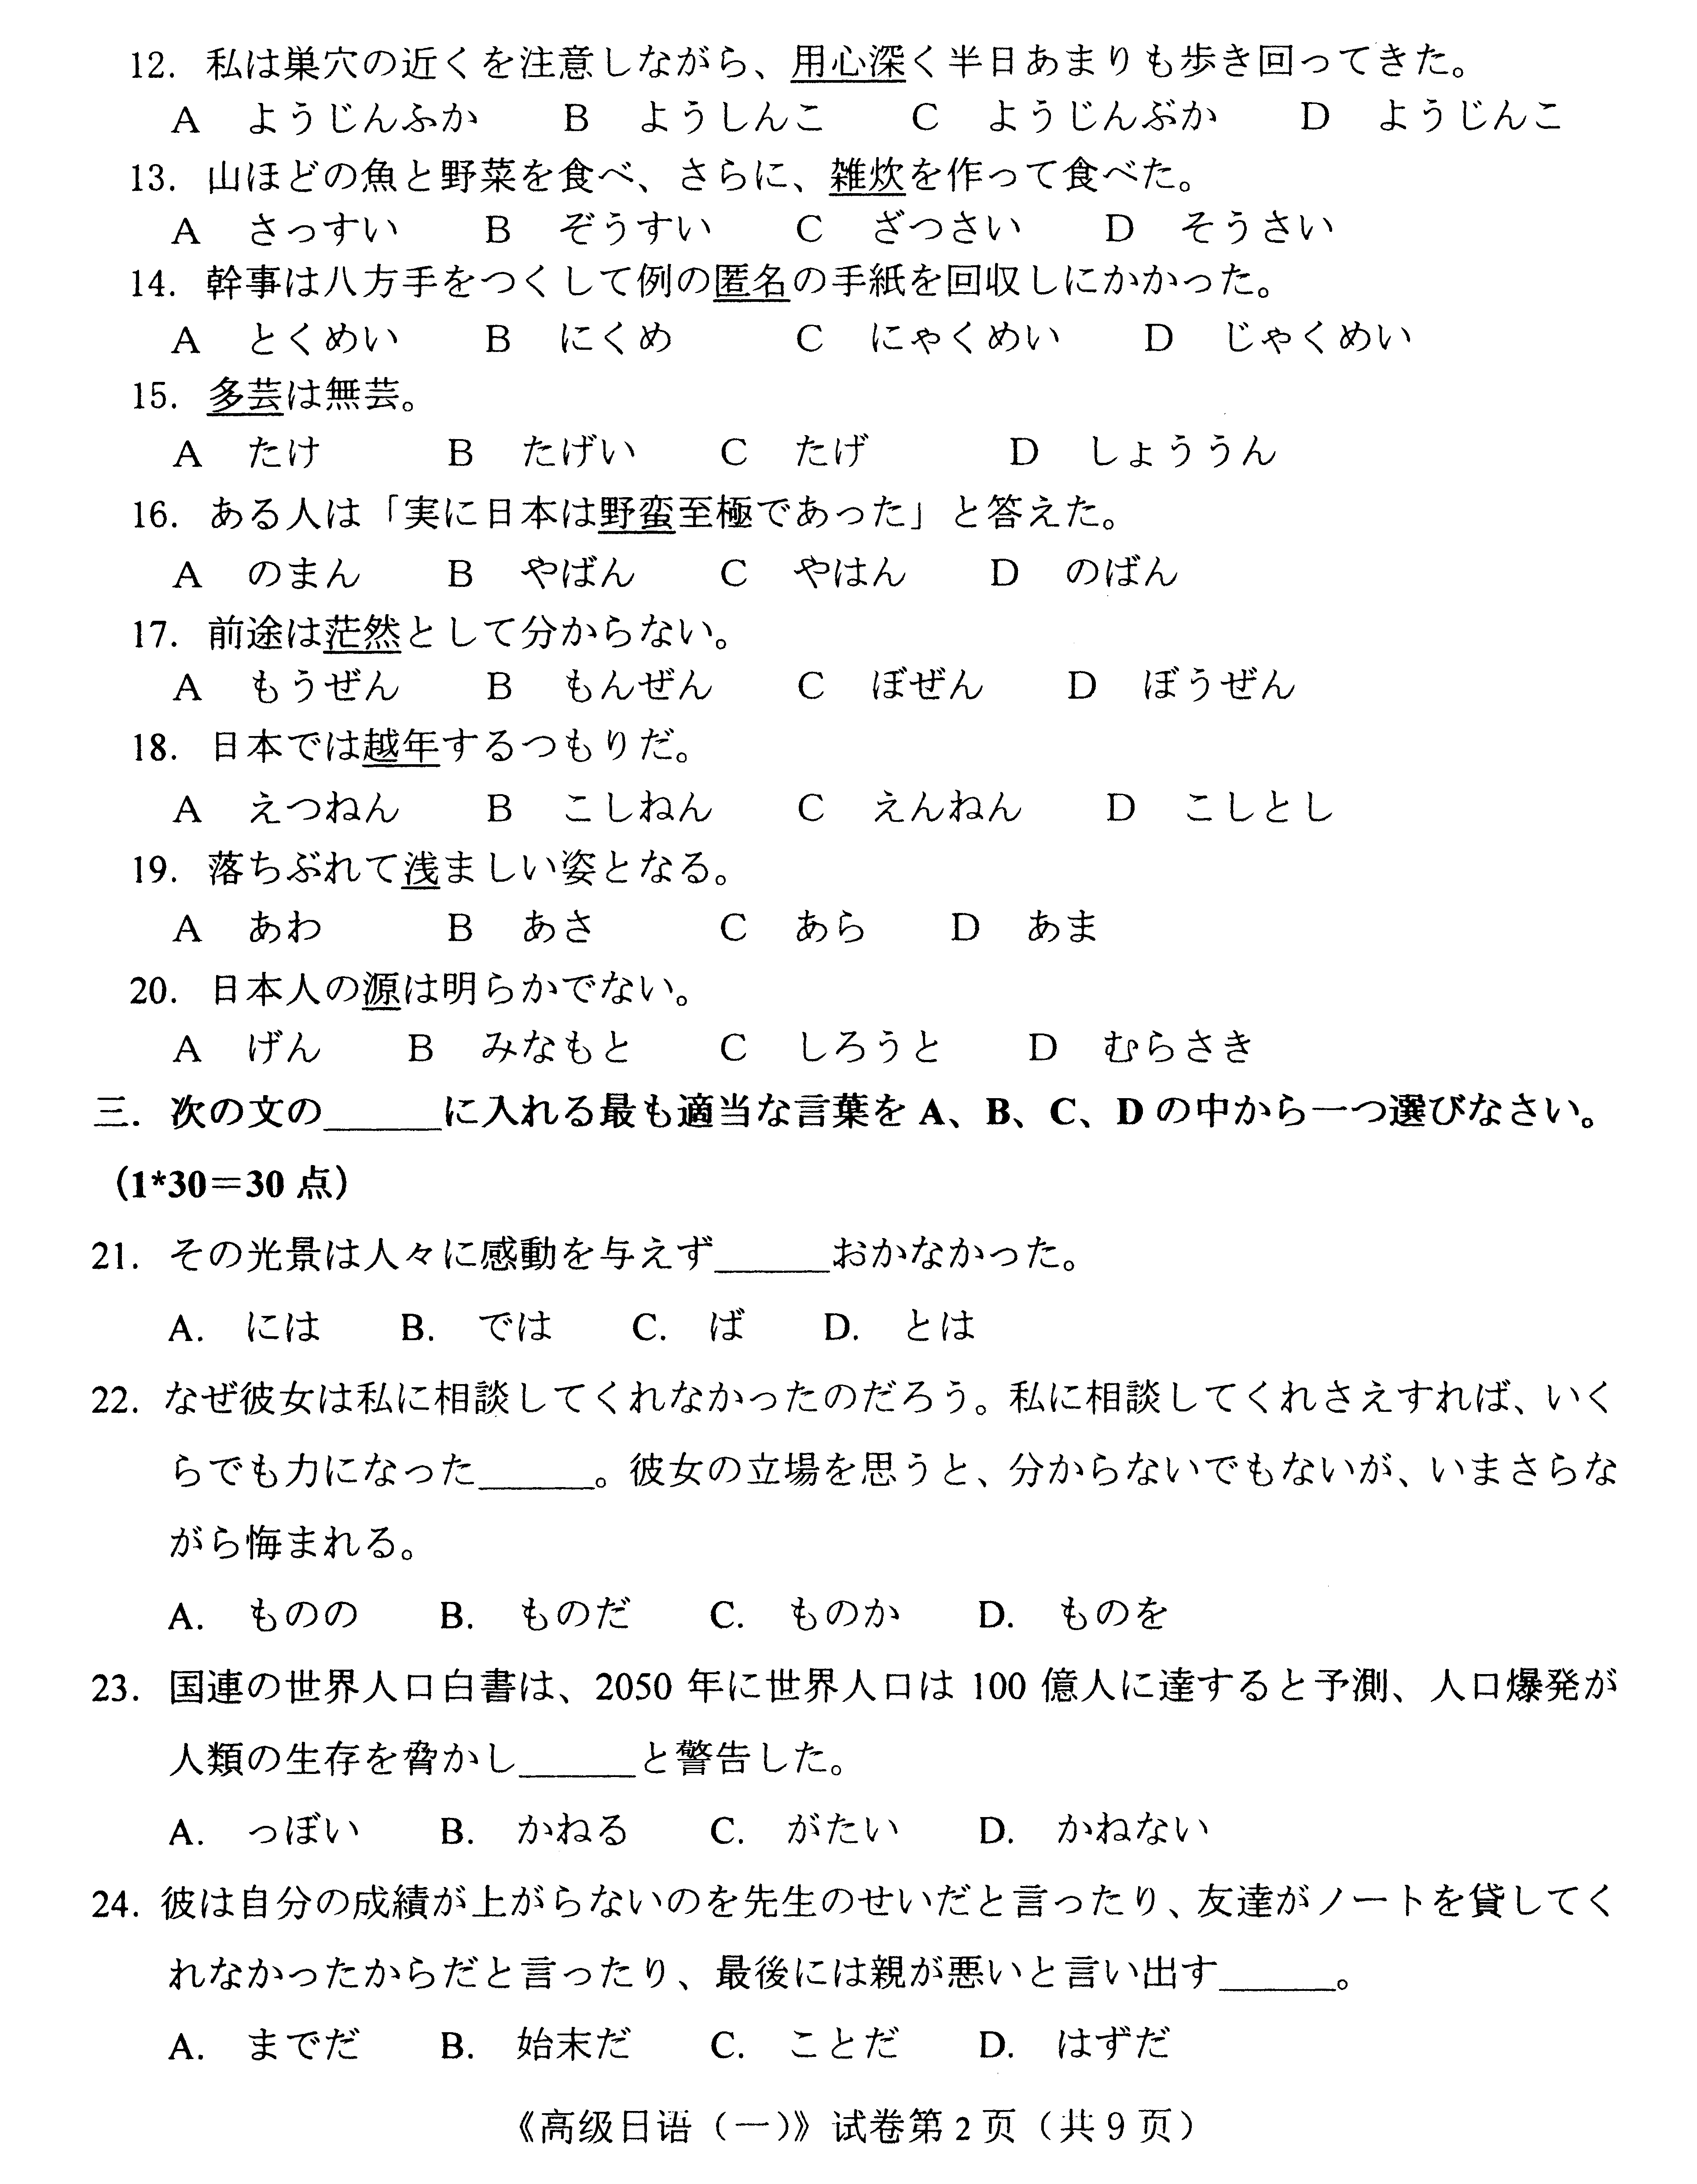 12. 私は巣穴の近くを注意しながら、用心深く半日あまりも歩き回ってきた。
A ようじんふか B ようしんこ C ようじんぶか D ようじんこ
13. 山ほどの魚と野菜を食べ、さらに、雑炊を作って食べた。
A さっすい B ぞうすい C ざつさい D そうさい
14. 幹事は八方手をつくして例の匿名の手紙を回収しにかかった。
A とくめい B にくめ C にゃくめい D じゃくめい
15. 多芸は無芸。
A たけ B たげい C たげ D しょううん
16. ある人は「実に日本は野蛮至極であった」と答えた。
A のまん B やばん C やはん D のばん
17. 前途は茫然として分からない。
A もうぜん B もんぜん C ぼぜん D ぼうぜん
18. 日本では越年するつもりだ。
A えつねん B こしねん C えんねん D こしとし
19. 落ちぶれて浅ましい姿となる。
A あわ B あさ C あら D あま
20. 日本人の源は明らかでない。
A げん B みなもと C しろうと D むらさき
三. 次の文の______に入れる最も適当な言葉を A、B、C、D の中から一つ選びなさい。
（1*30＝30 点）
21. その光景は人々に感動を与えず______おかなかった。
A. には B. では C. ば D. とは
22. なぜ彼女は私に相談してくれなかったのだろう。私に相談してくれさえすれば、いく
らでも力になった______。彼女の立場を思うと、分からないでもないが、いまさらな
がら悔まれる。
A. ものの B. ものだ C. ものか D. ものを
23. 国連の世界人口白書は、2050 年に世界人口は 100 億人に達すると予測、人口爆発が
人類の生存を脅かし______と警告した。
A. っぽい B. かねる C. がたい D. かねない
24. 彼は自分の成績が上がらないのを先生のせいだと言ったり、友達がノートを貸してく
れなかったからだと言ったり、最後には親が悪いと言い出す______。
A. までだ B. 始末だ C. ことだ D. はずだ
《高级日语（一）》试卷第 2 页（共 9 页）